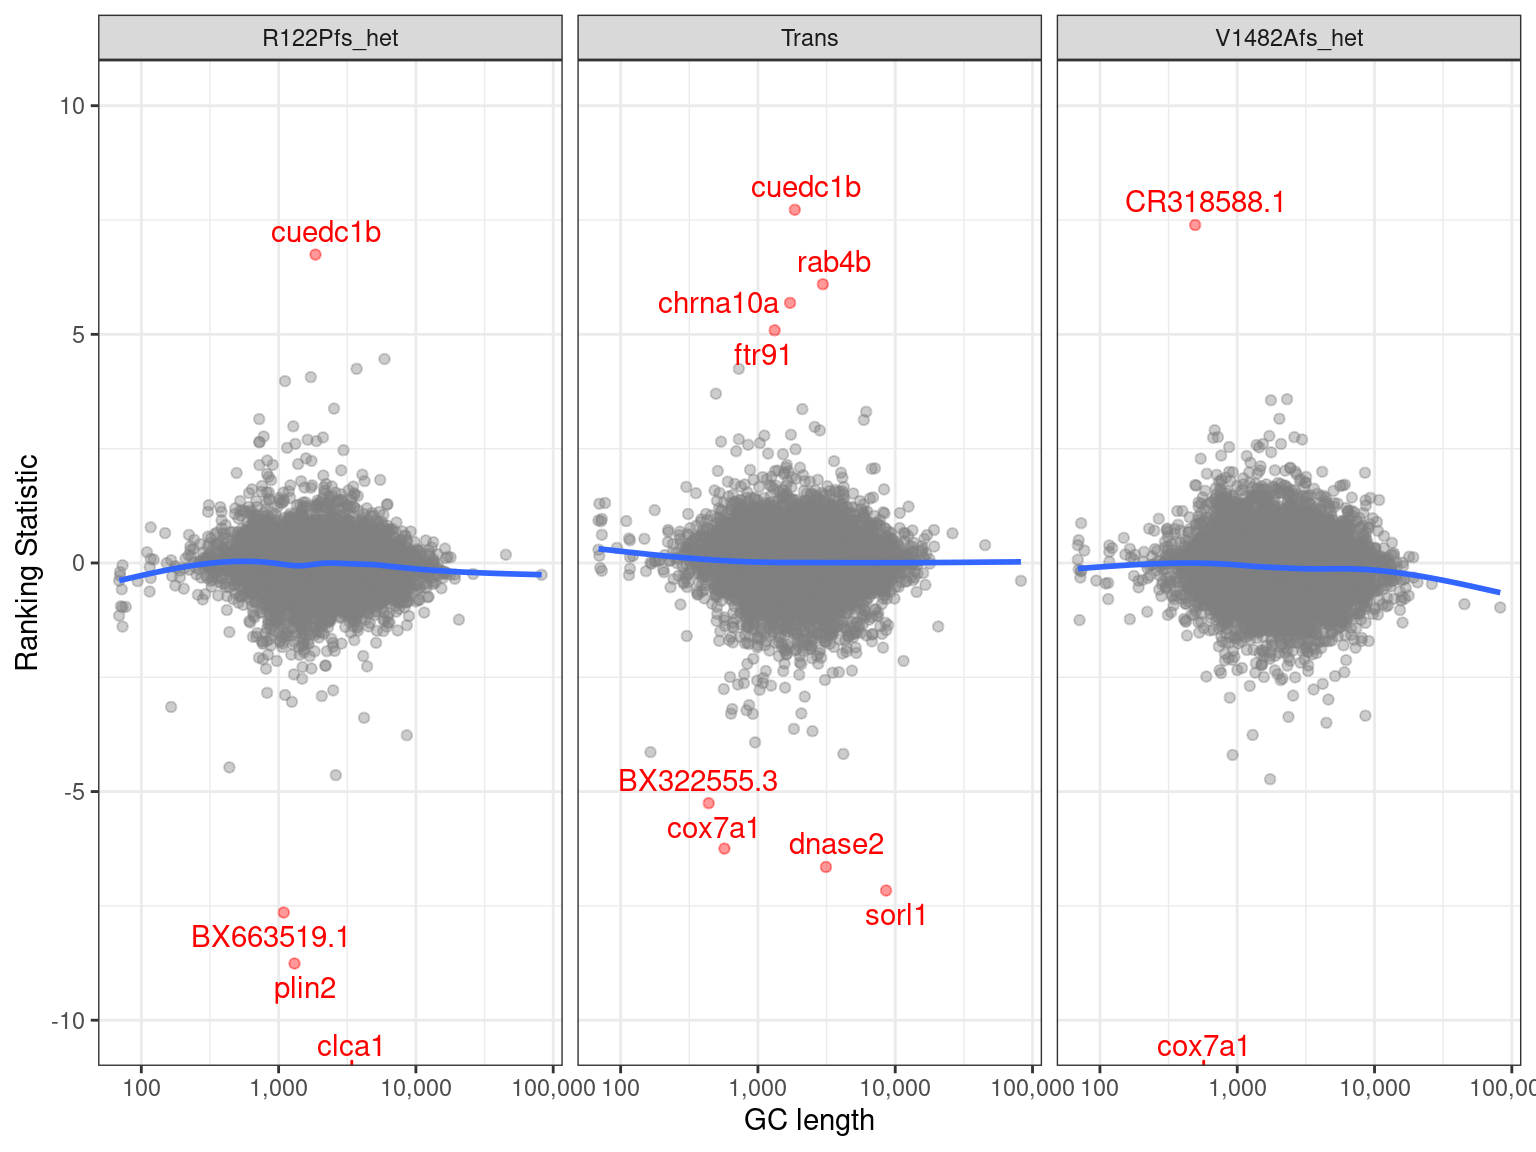 R122Pfs_het Trans V1482Afs_het
10
5
0
-5
-10
Ranking Statistic
cuedc1b
BX663519.1
plin2
clca1
cuedc1b
rab4b
chrna10a
ftr91
BX322555.3
cox7a1
dnase2
sorl1
CR318588.1
cox7a1
100 1,000 10,000 100,000 100 1,000 10,000 100,000 100 1,000 10,000
GC length